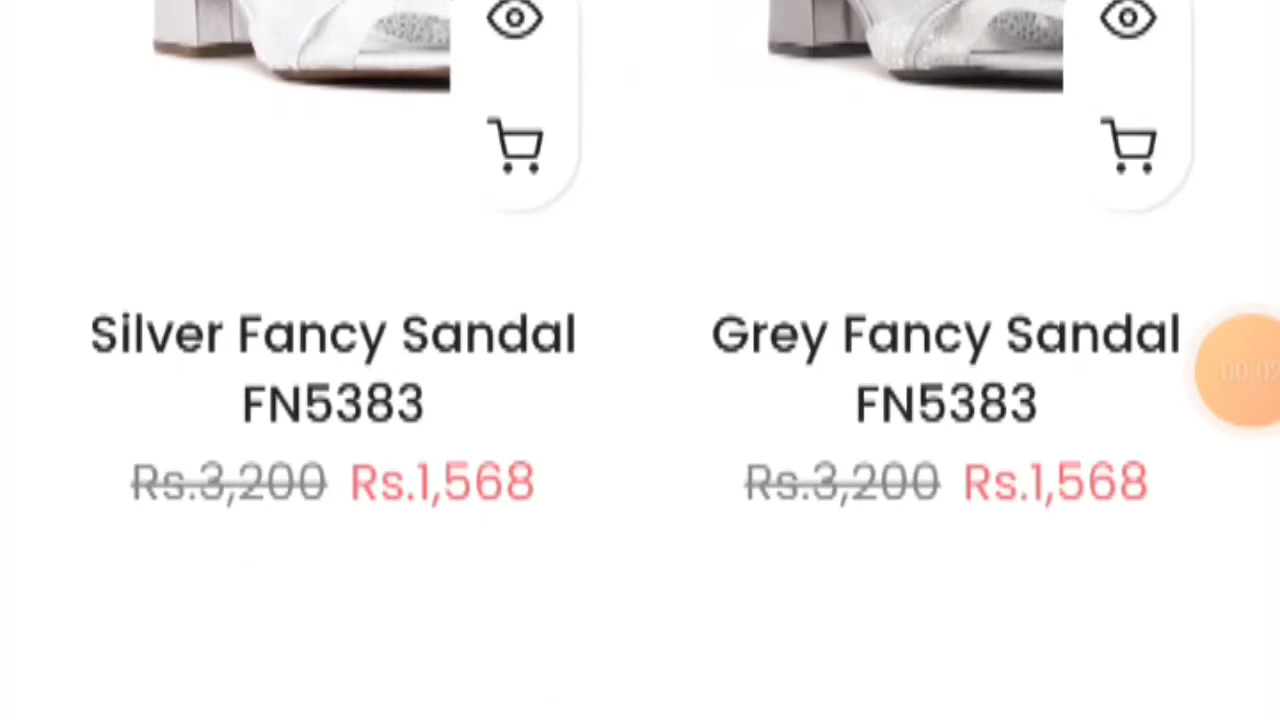 Silver Fancy Sandal
FN5383
Rs.3,200 Rs.1,568
Grey Fancy Sandal
FN5383
Rs.3,200 Rs.1,568